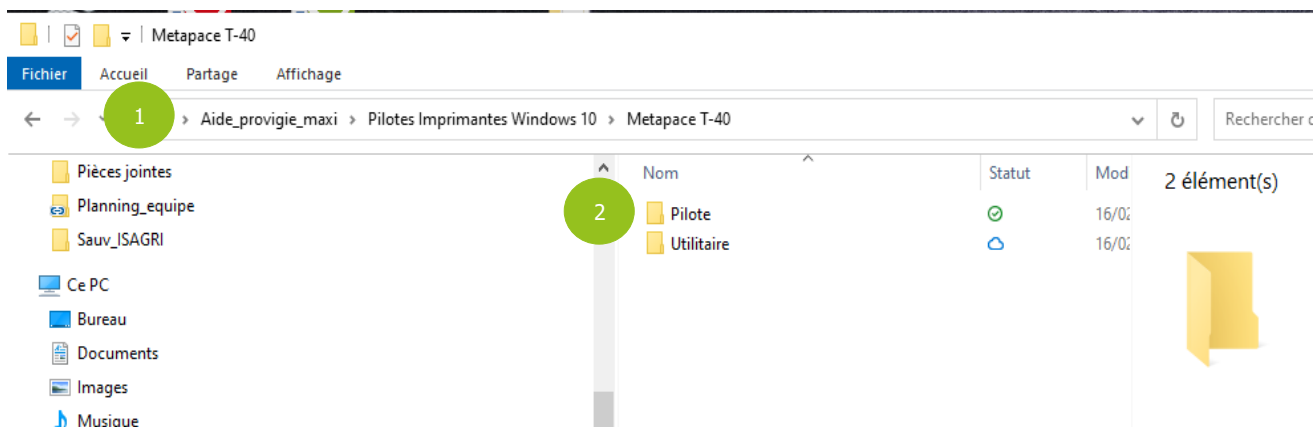 Metapace T-40
Fichier Accueil Partage Affichage
1 › Aide_provigie_maxi › Pilotes Imprimantes Windows 10 › Metapace T-40 Rechercher
Pièces jointes
Planning_equipe
Sauv_ISAGRI
Ce PC
Bureau
Documents
Images
Musique
Nom Statut Mod
2 Pilote 16/02
Utilitaire 16/02
2 élément(s)